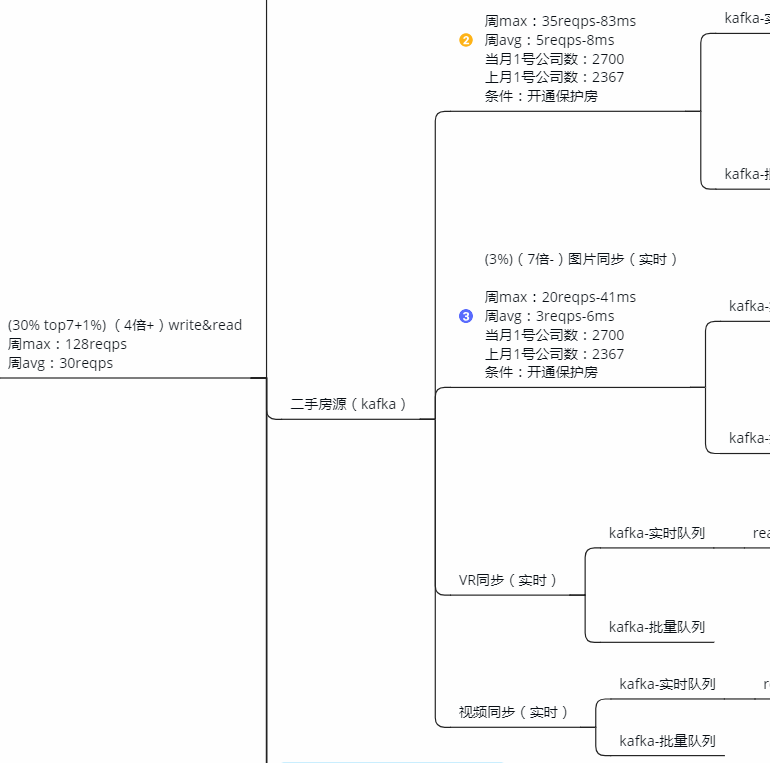 周max：35reqps-83ms
2
周avg：5reqps-8ms
当月1号公司数：2700
上月1号公司数：2367
条件：开通保护房
kafka-
kafka-
(3%)（7倍-）图片同步（实时）
周max：20reqps-41ms
3
周avg：3reqps-6ms
当月1号公司数：2700
上月1号公司数：2367
条件：开通保护房
kafka-
kafka-
(30% top7+1%) （4倍+）write&read
周max：128reqps
周avg：30reqps
二手房源（kafka）
VR同步（实时）
kafka-实时队列
rea
kafka-批量队列
视频同步（实时）
kafka-实时队列
r
kafka-批量队列